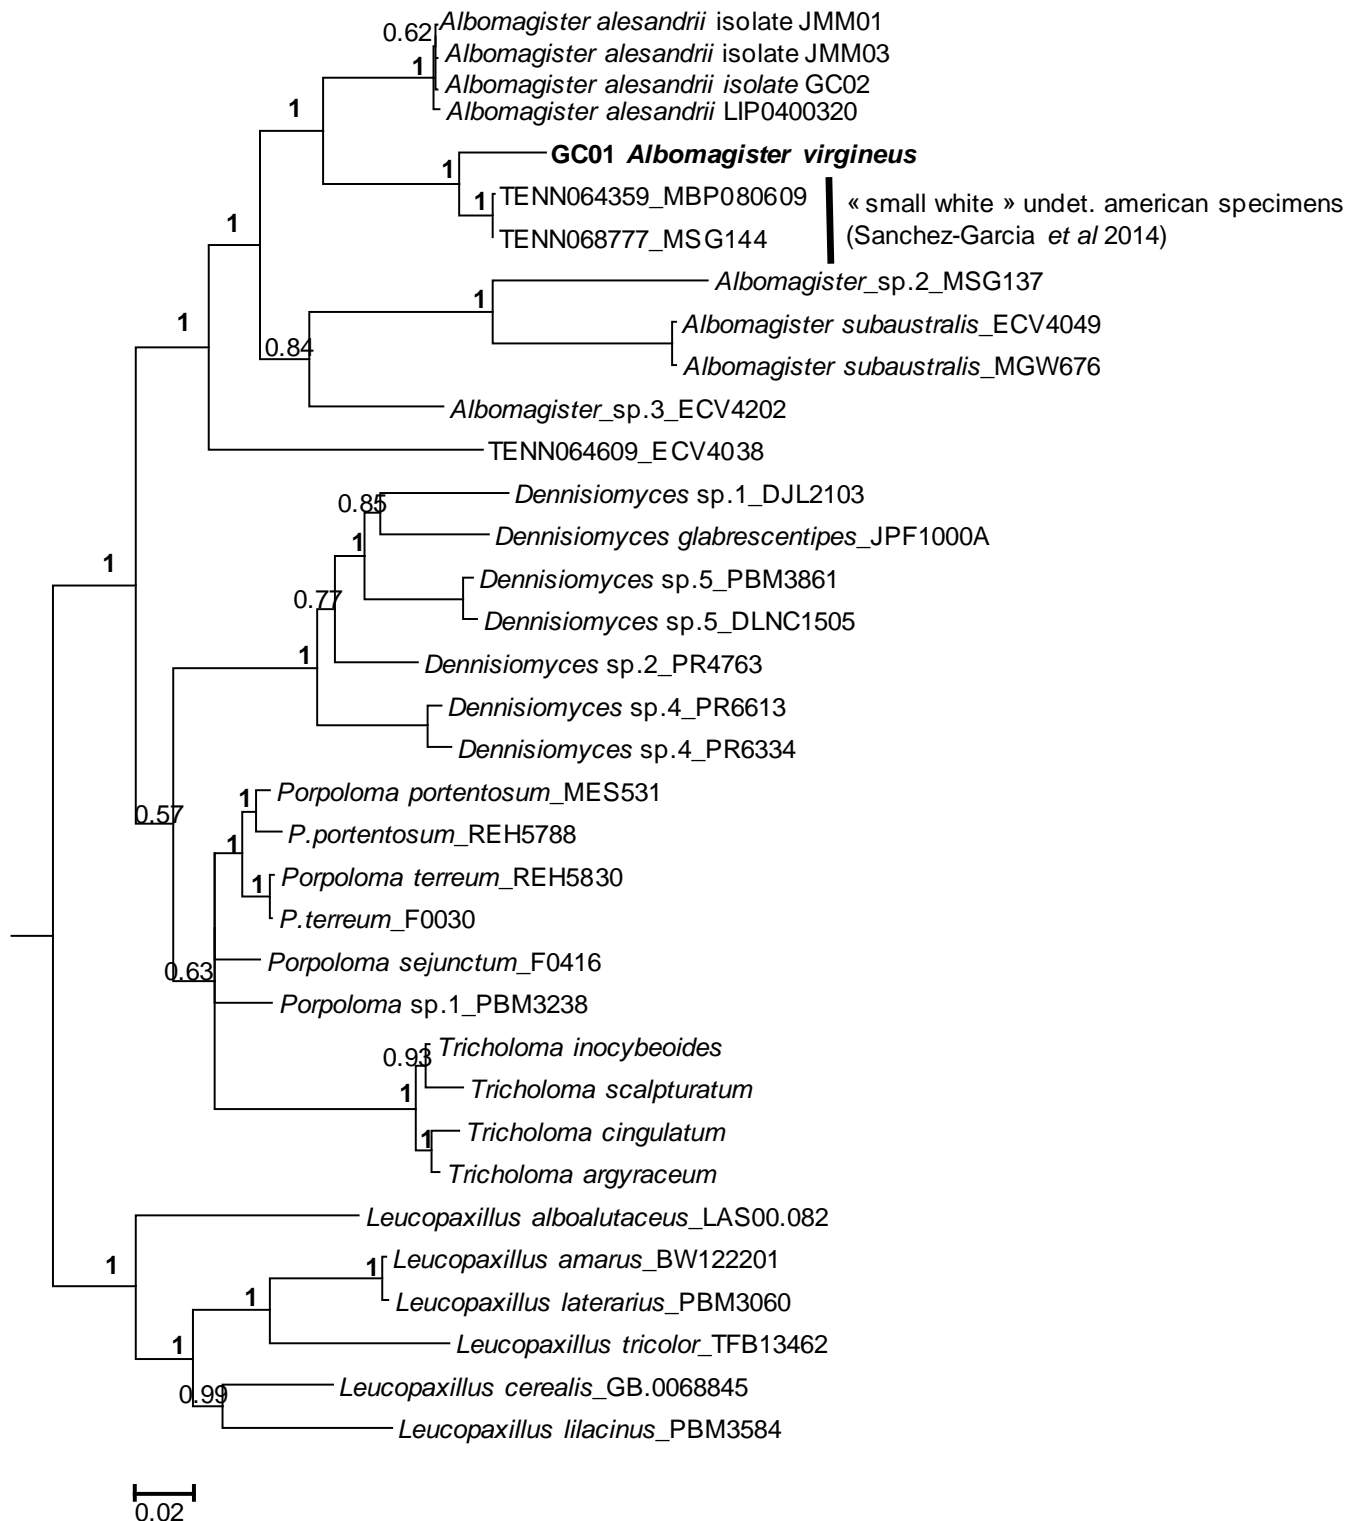 Albomagister alesandrii isolate JMM01
0.62
Albomagister alesandrii isolate JMM03
1
Albomagister alesandrii isolate GC02
Albomagister alesandrii LIP0400320
1
GC01 Albomagister virgineus
1
TENN064359_MBP080609
1
« small white » undet. american specimens
(Sanchez-Garcia et al 2014)
TENN068777_MSG144
1
Albomagister_sp.2_MSG137
1
Albomagister subaustralis_ECV4049
1
0.84
Albomagister subaustralis_MGW676
Albomagister_sp.3_ECV4202
TENN064609_ECV4038
Dennisiomyces sp.1_DJL2103
0.85
Dennisiomyces glabrescentipes_JPF1000A
1
1
Dennisiomyces sp.5_PBM3861
0.77
Dennisiomyces sp.5_DLNC1505
1
Dennisiomyces sp.2_PR4763
Dennisiomyces sp.4_PR6613
Dennisiomyces sp.4_PR6334
Porpoloma portentosum_MES531
1
0.57
P.portentosum_REH5788
1
Porpoloma terreum_REH5830
1
P.terreum_F0030
Porpoloma sejunctum_F0416
0.63
Porpoloma sp.1_PBM3238
Tricholoma inocybeoides
0.93
Tricholoma scalpturatum
1
Tricholoma cingulatum
1
Tricholoma argyraceum
Leucopaxillus alboalutaceus_LAS00.082
1
Leucopaxillus amarus_BW122201
1
1
Leucopaxillus laterarius_PBM3060
1
Leucopaxillus tricolor_TFB13462
Leucopaxillus cerealis_GB.0068845
0.99
Leucopaxillus lilacinus_PBM3584
0.02